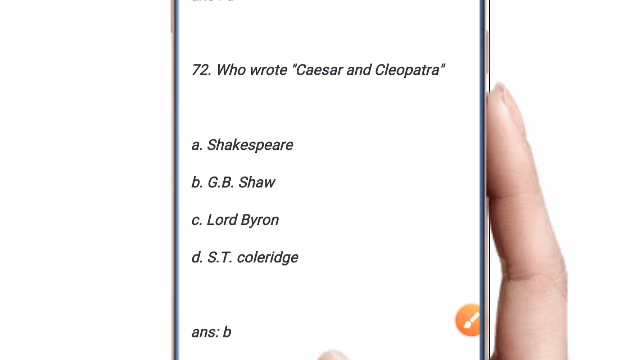 72. Who wrote "Caesar and Cleopatra"
a. Shakespeare
b. G.B. Shaw
c. Lord Byron
d. S.T. coleridge
ans: b